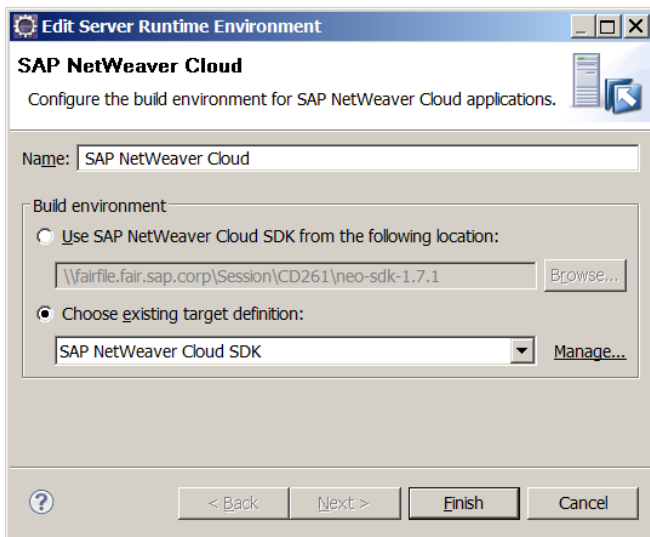 Edit Server Runtime Environment
SAP NetWeaver Cloud
Configure the build environment for SAP NetWeaver Cloud applications.
Name: SAP NetWeaver Cloud
Build environment
Use SAP NetWeaver Cloud SDK from the following location:
\\fairfile.fair.sap.corp\Session\CD261\neo-sdk-1.7.1 Browse...
Choose existing target definition:
SAP NetWeaver Cloud SDK Manage...
? < Back Next > Finish Cancel